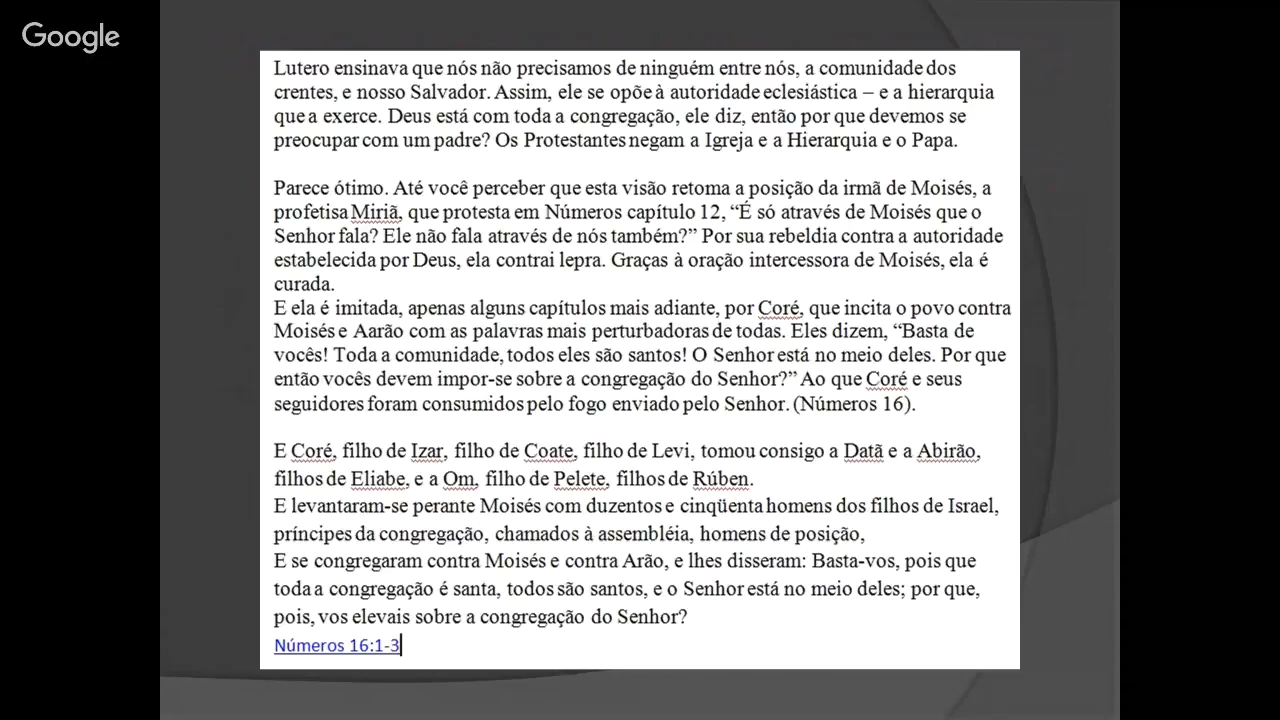 Google
Lutero ensinava que nós não precisamos de ninguém entre nós, a comunidade dos
crentes, e nosso Salvador. Assim, ele se opõe à autoridade eclesiástica – e a hierarquia
que a exerce. Deus está com toda a congregação, ele diz, então por que devemos se
preocupar com um padre? Os Protestantes negam a Igreja e a Hierarquia e o Papa.
Parece ótimo. Até você perceber que esta visão retoma a posição da irmã de Moisés, a
profetisa Miriã, que protesta em Números capítulo 12, “É só através de Moisés que o
Senhor fala? Ele não fala através de nós também?” Por sua rebeldia contra a autoridade
estabelecida por Deus, ela contrai lepra. Graças à oração intercessora de Moisés, ela é
curada.
E ela é imitada, apenas alguns capítulos mais adiante, por Coré, que incita o povo contra
Moisés e Aarão com as palavras mais perturbadoras de todas. Eles dizem, “Basta de
vocês! Toda a comunidade, todos eles são santos! O Senhor está no meio deles. Por que
então vocês devem impor-se sobre a congregação do Senhor?” Ao que Coré e seus
seguidores foram consumidos pelo fogo enviado pelo Senhor. (Números 16).
E Coré, filho de Izar, filho de Coate, filho de Levi, tomou consigo a Datã e a Abirão,
filhos de Eliabe, e a Om, filho de Pelete, filhos de Rúben.
E levantaram-se perante Moisés com duzentos e cinqüenta homens dos filhos de Israel,
príncipes da congregação, chamados à assembléia, homens de posição,
E se congregaram contra Moisés e contra Arão, e lhes disseram: Basta-vos, pois que
toda a congregação é santa, todos são santos, e o Senhor está no meio deles; por que,
pois, vos elevais sobre a congregação do Senhor?
Números 16:1-3